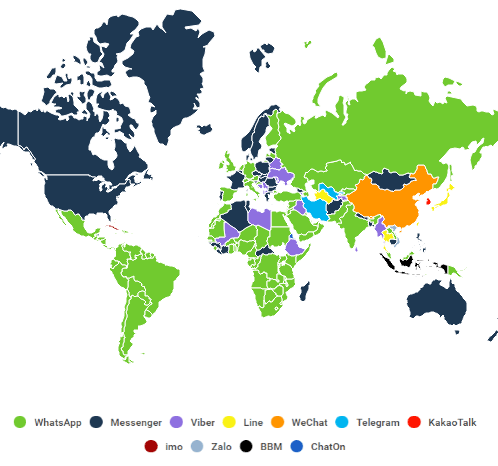 WhatsApp Messenger Viber Line WeChat Telegram KakaoTalk
imo Zalo BBM ChatOn